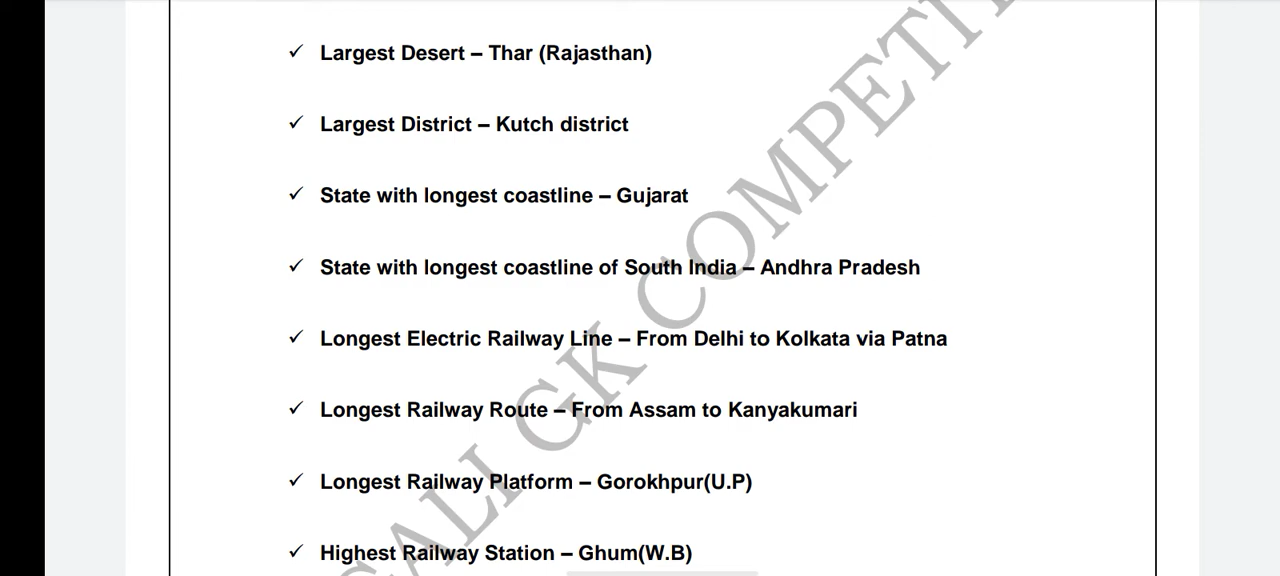 ✓ Largest Desert – Thar (Rajasthan)
✓ Largest District – Kutch district
✓ State with longest coastline – Gujarat
✓ State with longest coastline of South India – Andhra Pradesh
✓ Longest Electric Railway Line – From Delhi to Kolkata via Patna
✓ Longest Railway Route – From Assam to Kanyakumari
✓ Longest Railway Platform – Gorokhpur(U.P)
✓ Highest Railway Station – Ghum(W.B)
GK